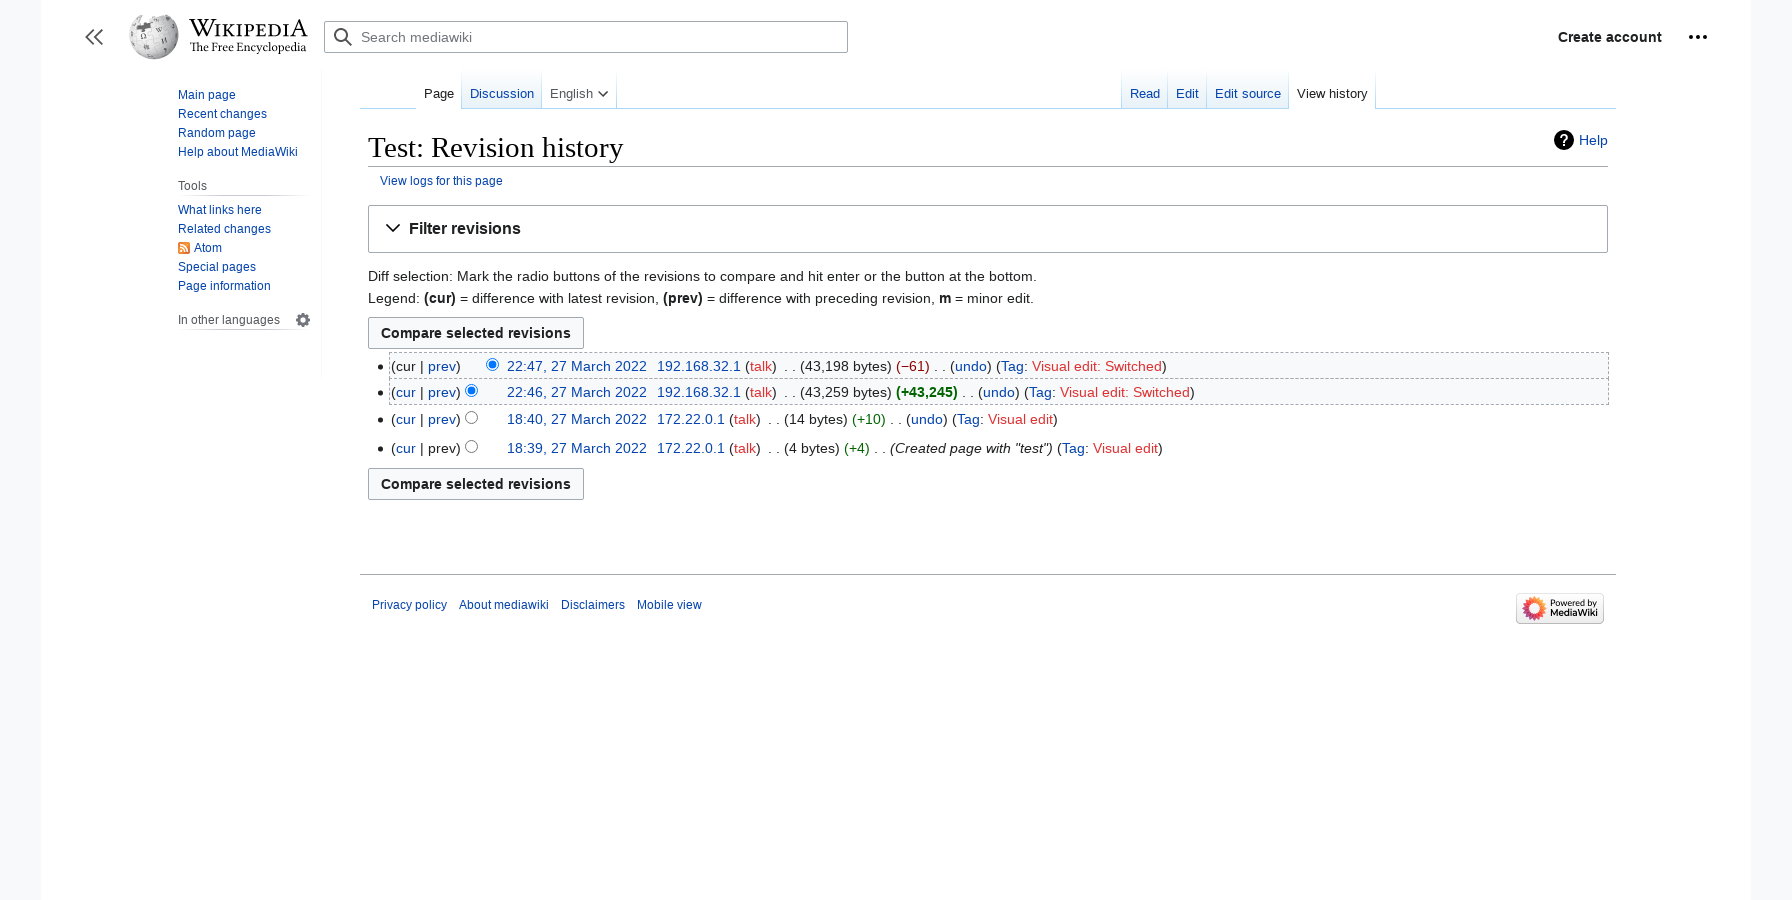 WIKIPEDIA
The Free Encyclopedia
Search mediawiki
Create account
Main page
Recent changes
Random page
Help about MediaWiki
Tools
What links here
Related changes
Atom
Special pages
Page information
In other languages
Page Discussion English Read Edit Edit source View history
Test: Revision history
Help
View logs for this page
Filter revisions
Diff selection: Mark the radio buttons of the revisions to compare and hit enter or the button at the bottom.
Legend: (cur) = difference with latest revision, (prev) = difference with preceding revision, m = minor edit.
Compare selected revisions
(cur | prev) 22:47, 27 March 2022 192.168.32.1 (talk) . . (43,198 bytes) (−61) . . (undo) (Tag: Visual edit: Switched)
(cur | prev) 22:46, 27 March 2022 192.168.32.1 (talk) . . (43,259 bytes) (+43,245) . . (undo) (Tag: Visual edit: Switched)
(cur | prev) 18:40, 27 March 2022 172.22.0.1 (talk) . . (14 bytes) (+10) . . (undo) (Tag: Visual edit)
(cur | prev) 18:39, 27 March 2022 172.22.0.1 (talk) . . (4 bytes) (+4) . . (Created page with "test") (Tag: Visual edit)
Compare selected revisions
Privacy policy About mediawiki Disclaimers Mobile view
Powered by
MediaWiki